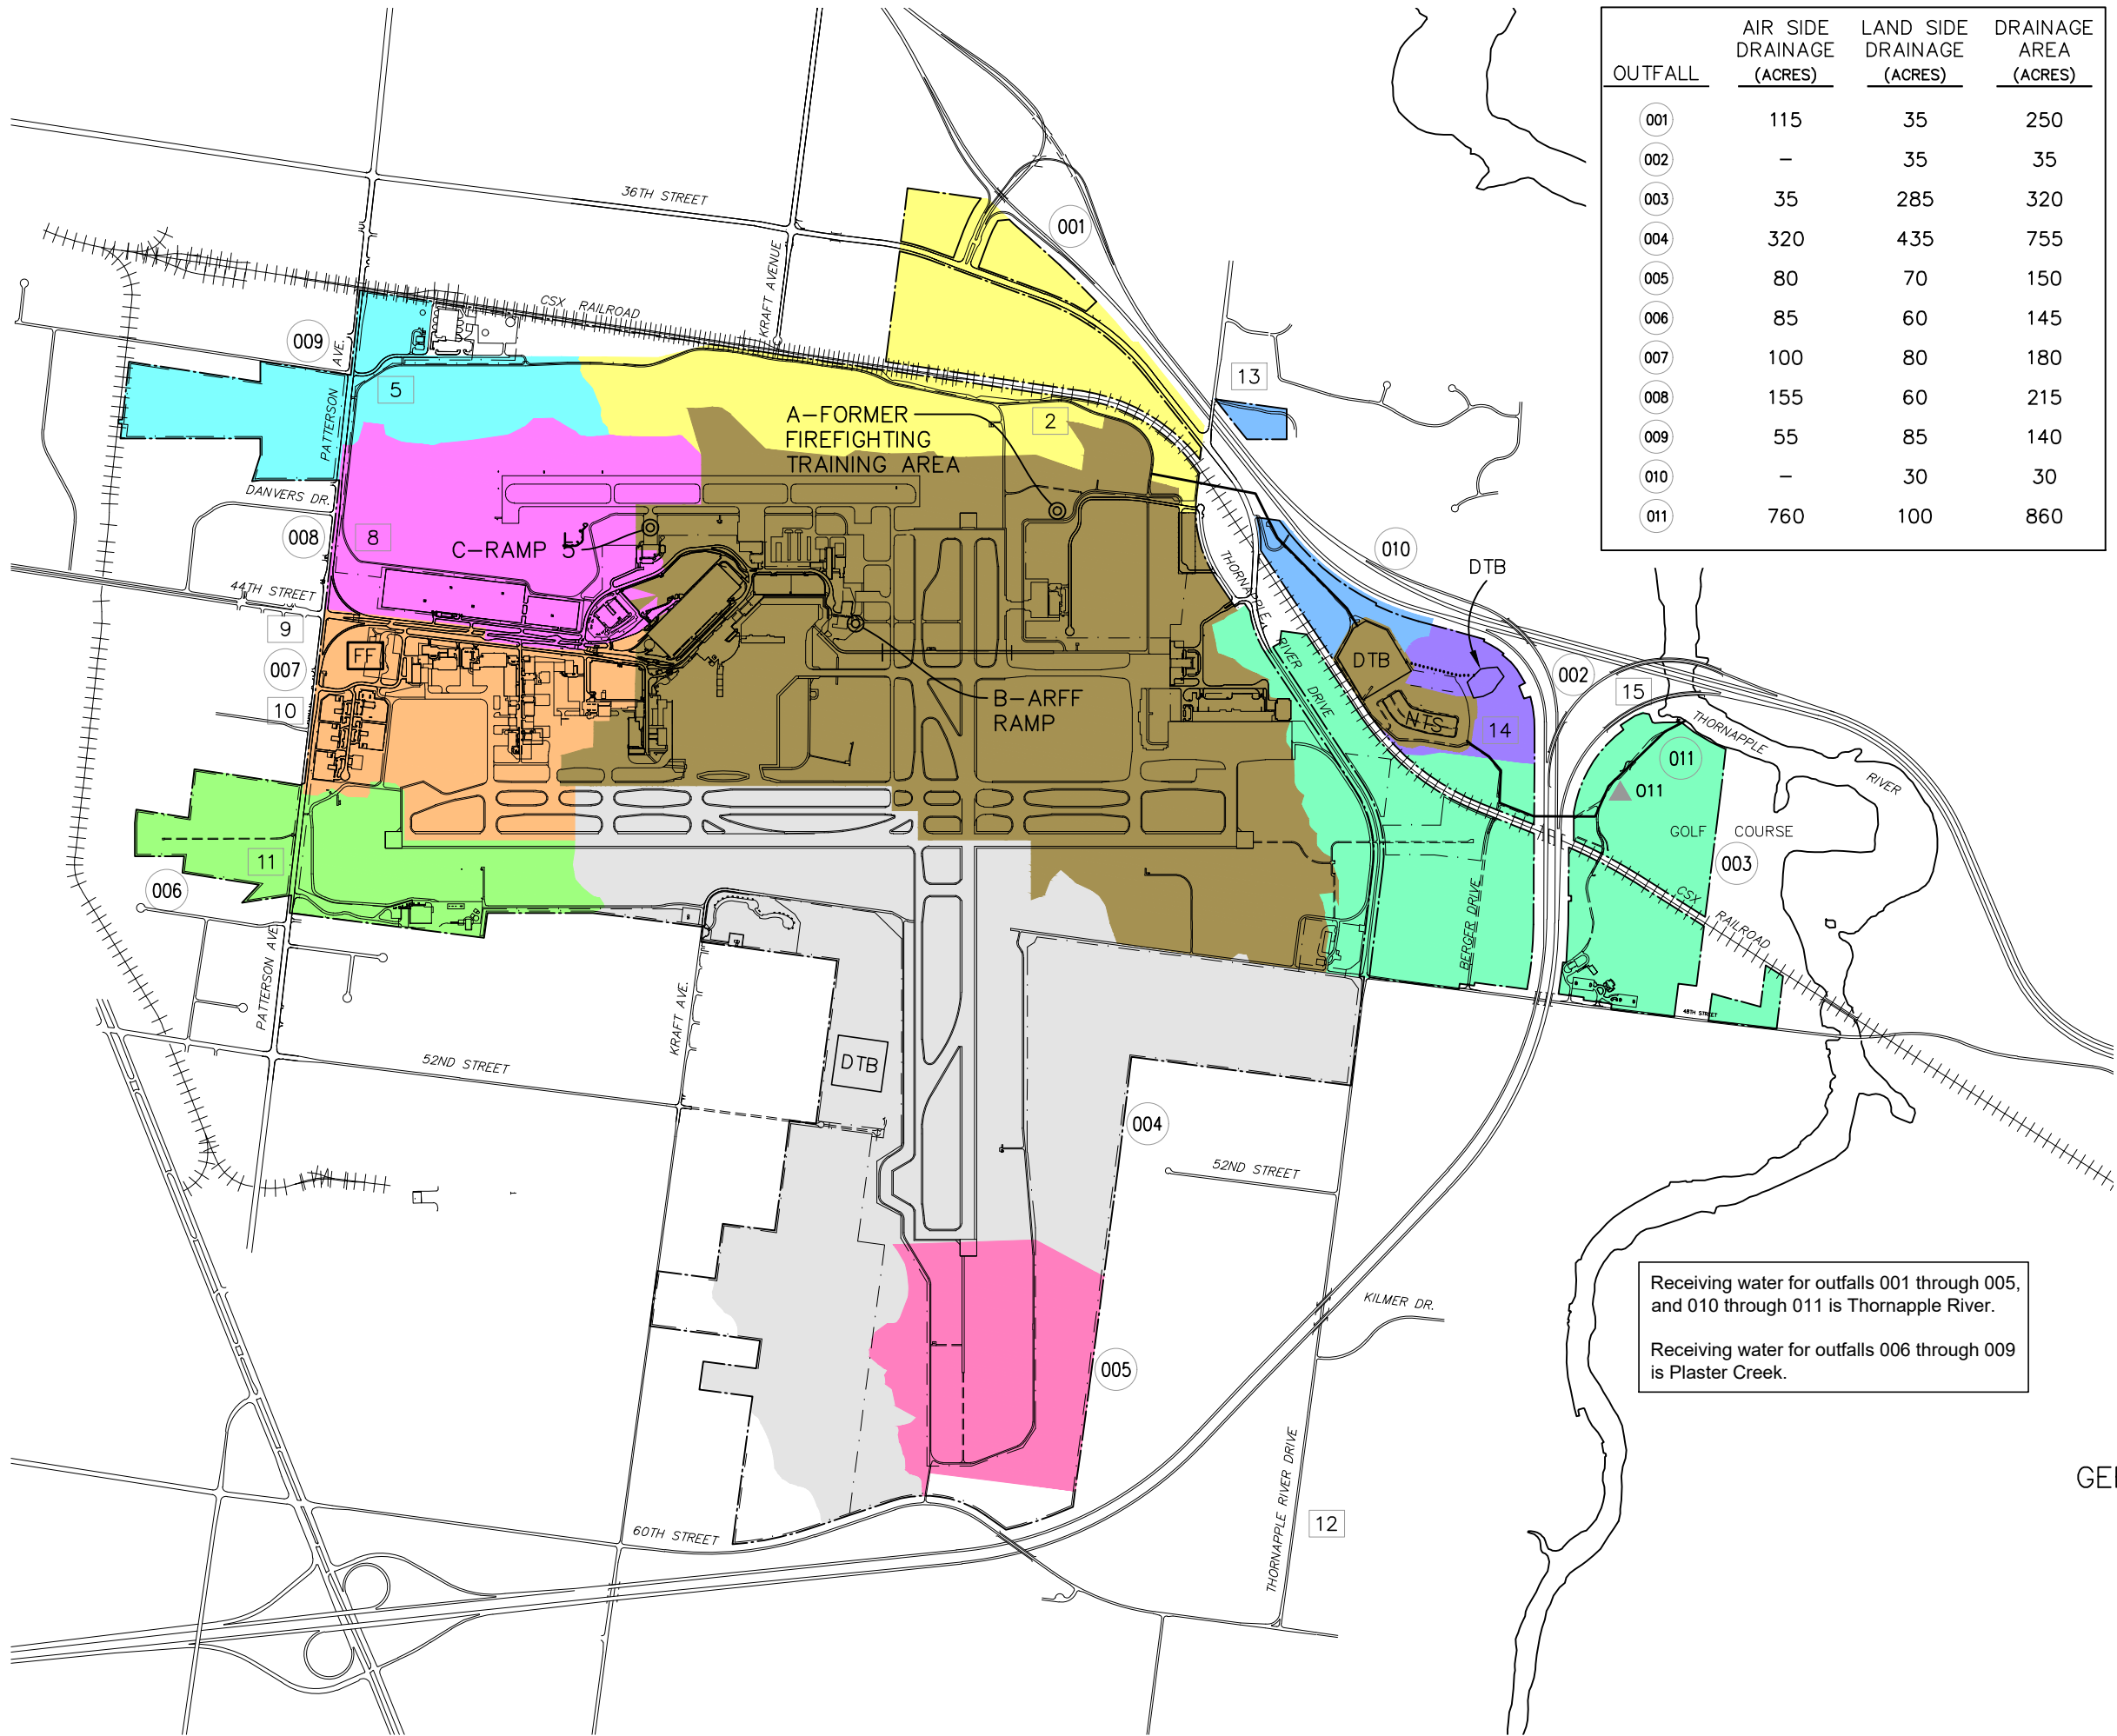 AIR SIDE DRAINAGE (ACRES)
LAND SIDE DRAINAGE (ACRES)
DRAINAGE AREA (ACRES)
OUTFALL
001 115 35 250
002 – 35 35
003 35 285 320
004 320 435 755
005 80 70 150
006 85 60 145
007 100 80 180
008 155 60 215
009 55 85 140
010 – 30 30
011 760 100 860
36TH STREET
001
KRAFT AVENUE
CSX RAILROAD
009
PATTERSON AVE.
5
13
2
A-FORMER
FIREFIGHTING
TRAINING AREA
DANVERS DR.
008
8
C-RAMP 5
010
DTB
44TH STREET
9
THORNAPPLE RIVER DRIVE
007
FF
DTB
002
15
10
B-ARFF
RAMP
NTS
14
THORNAPPLE RIVER
011
011
GOLF COURSE
003
11
006
CSX RAILROAD
BERGER DRIVE
PATTERSON AVE
KRAFT AVE.
48TH STREET
52ND STREET
DTB
004
52ND STREET
Receiving water for outfalls 001 through 005,
and 010 through 011 is Thornapple River.
Receiving water for outfalls 006 through 009
is Plaster Creek.
KILMER DR.
005
THORNAPPLE RIVER DRIVE
12
60TH STREET